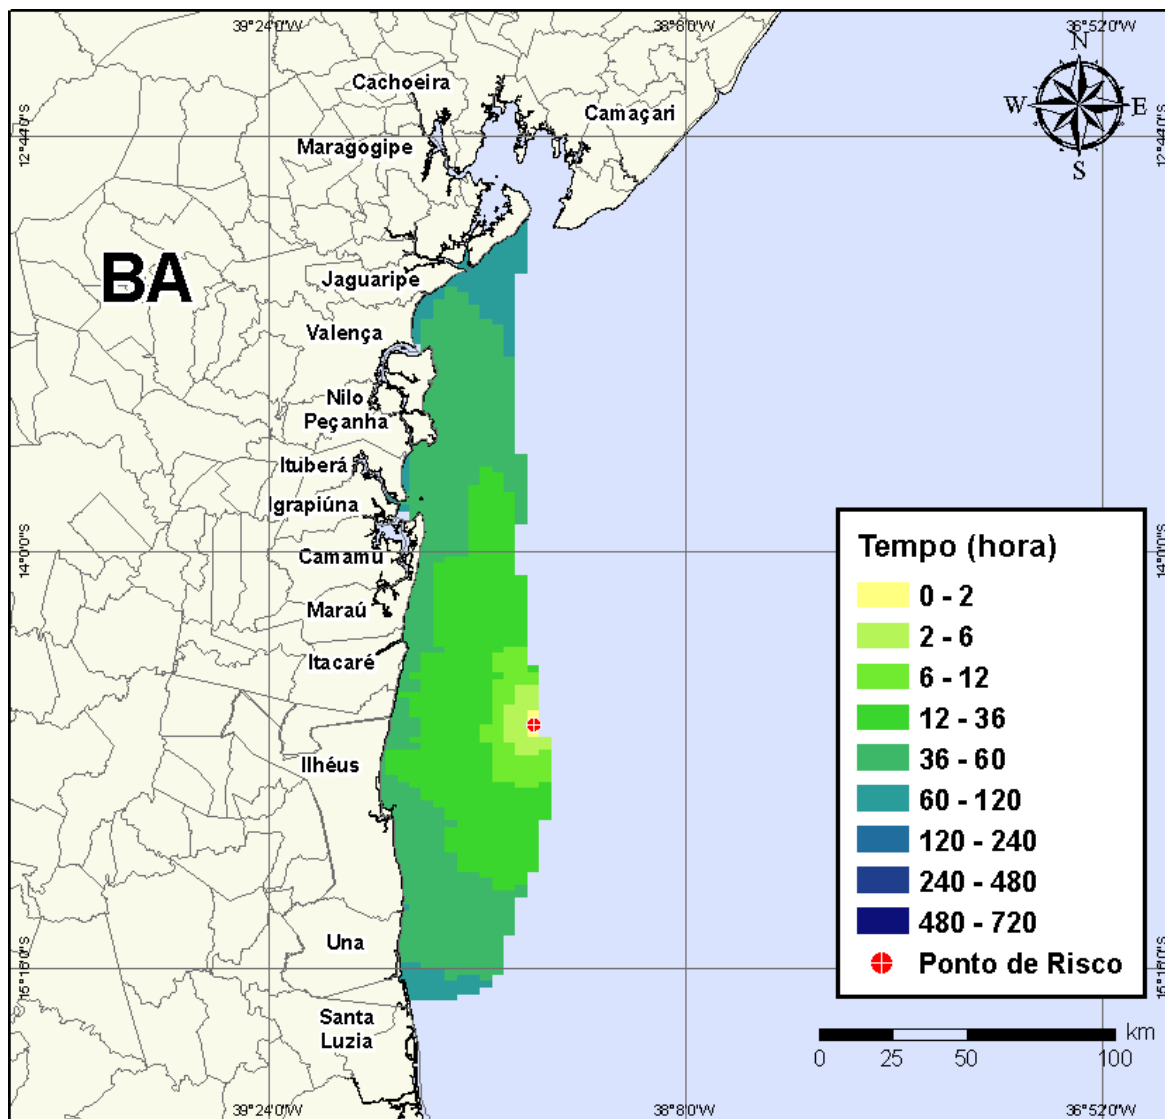 39°24'0"W
38°8'0"W
36°52'0"W
N
W
E
S
Cachoeira
Camaçari
12°44'0"S
12°44'0"S
Maragogipe
BA
Jaguaripe
Valença
Nilo
Peçanha
Ituberá
Igrapiúna
14°0'0"S
14°0'0"S
Camamu
Maraú
Itacaré
Ilhéus
Una
15°16'0"S
15°16'0"S
Santa
Luzia
Tempo (hora)
0 - 2
2 - 6
6 - 12
12 - 36
36 - 60
60 - 120
120 - 240
240 - 480
480 - 720
Ponto de Risco
km
0
25
50
100
39°24'0"W
38°8'0"W
36°52'0"W